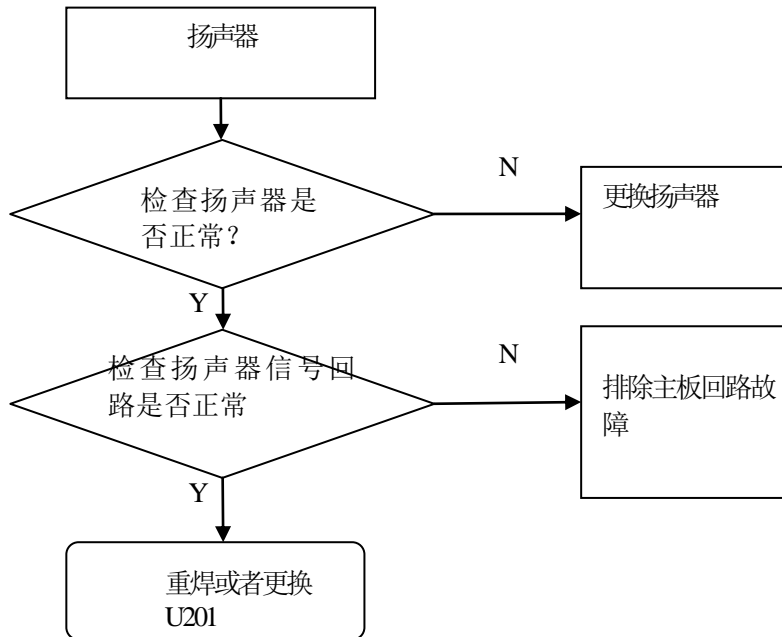 扬声器
N
检查扬声器是
否正常？
更换扬声器
Y
N
检查扬声器信号回
路是否正常
排除主板回路故
障
Y
重焊或者更换
U201